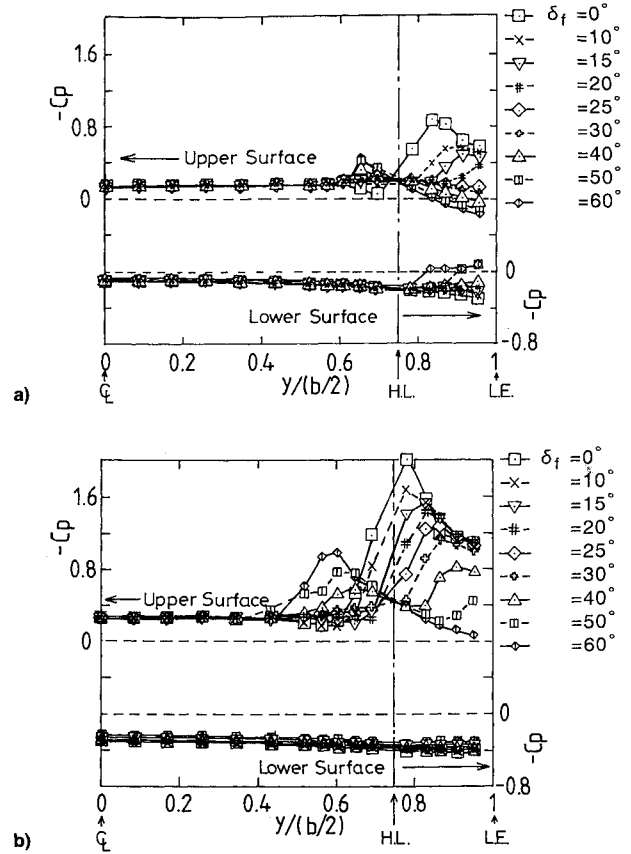 a)
-Cp
1.6
0.8
0
Upper Surface
δf =0°
=10°
=15°
=20°
=25°
=30°
=40°
=50°
=60°
0
-Cp
-0.8
Lower Surface
0 0.2 0.4 0.6 0.8 1
℄ y/(b/2) H.L. L.E.
b)
-Cp
1.6
0.8
0
Upper Surface
δf =0°
=10°
=15°
=20°
=25°
=30°
=40°
=50°
=60°
0
-Cp
-0.8
Lower Surface
0 0.2 0.4 0.6 0.8 1
℄ y/(b/2) H.L. L.E.